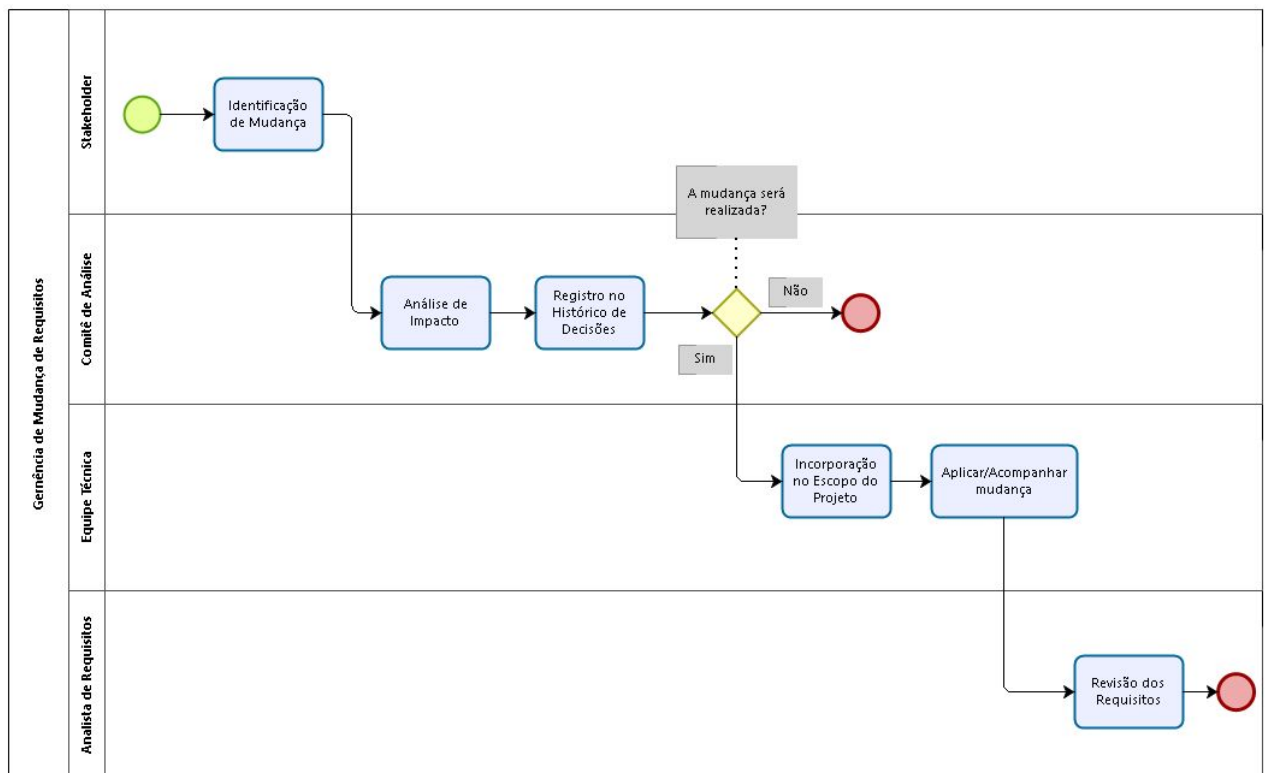 Gernência de Mudança de Requisitos
Stakeholder
Identificação
de Mudança
A mudança será
realizada?
Comitê de Análise
Análise de
Impacto
Registro no
Histórico de
Decisões
Não
Sim
Equipe Técnica
Incorporação
no Escopo do
Projeto
Aplicar/Acompanhar
mudança
Analista de Requisitos
Revisão dos
Requisitos